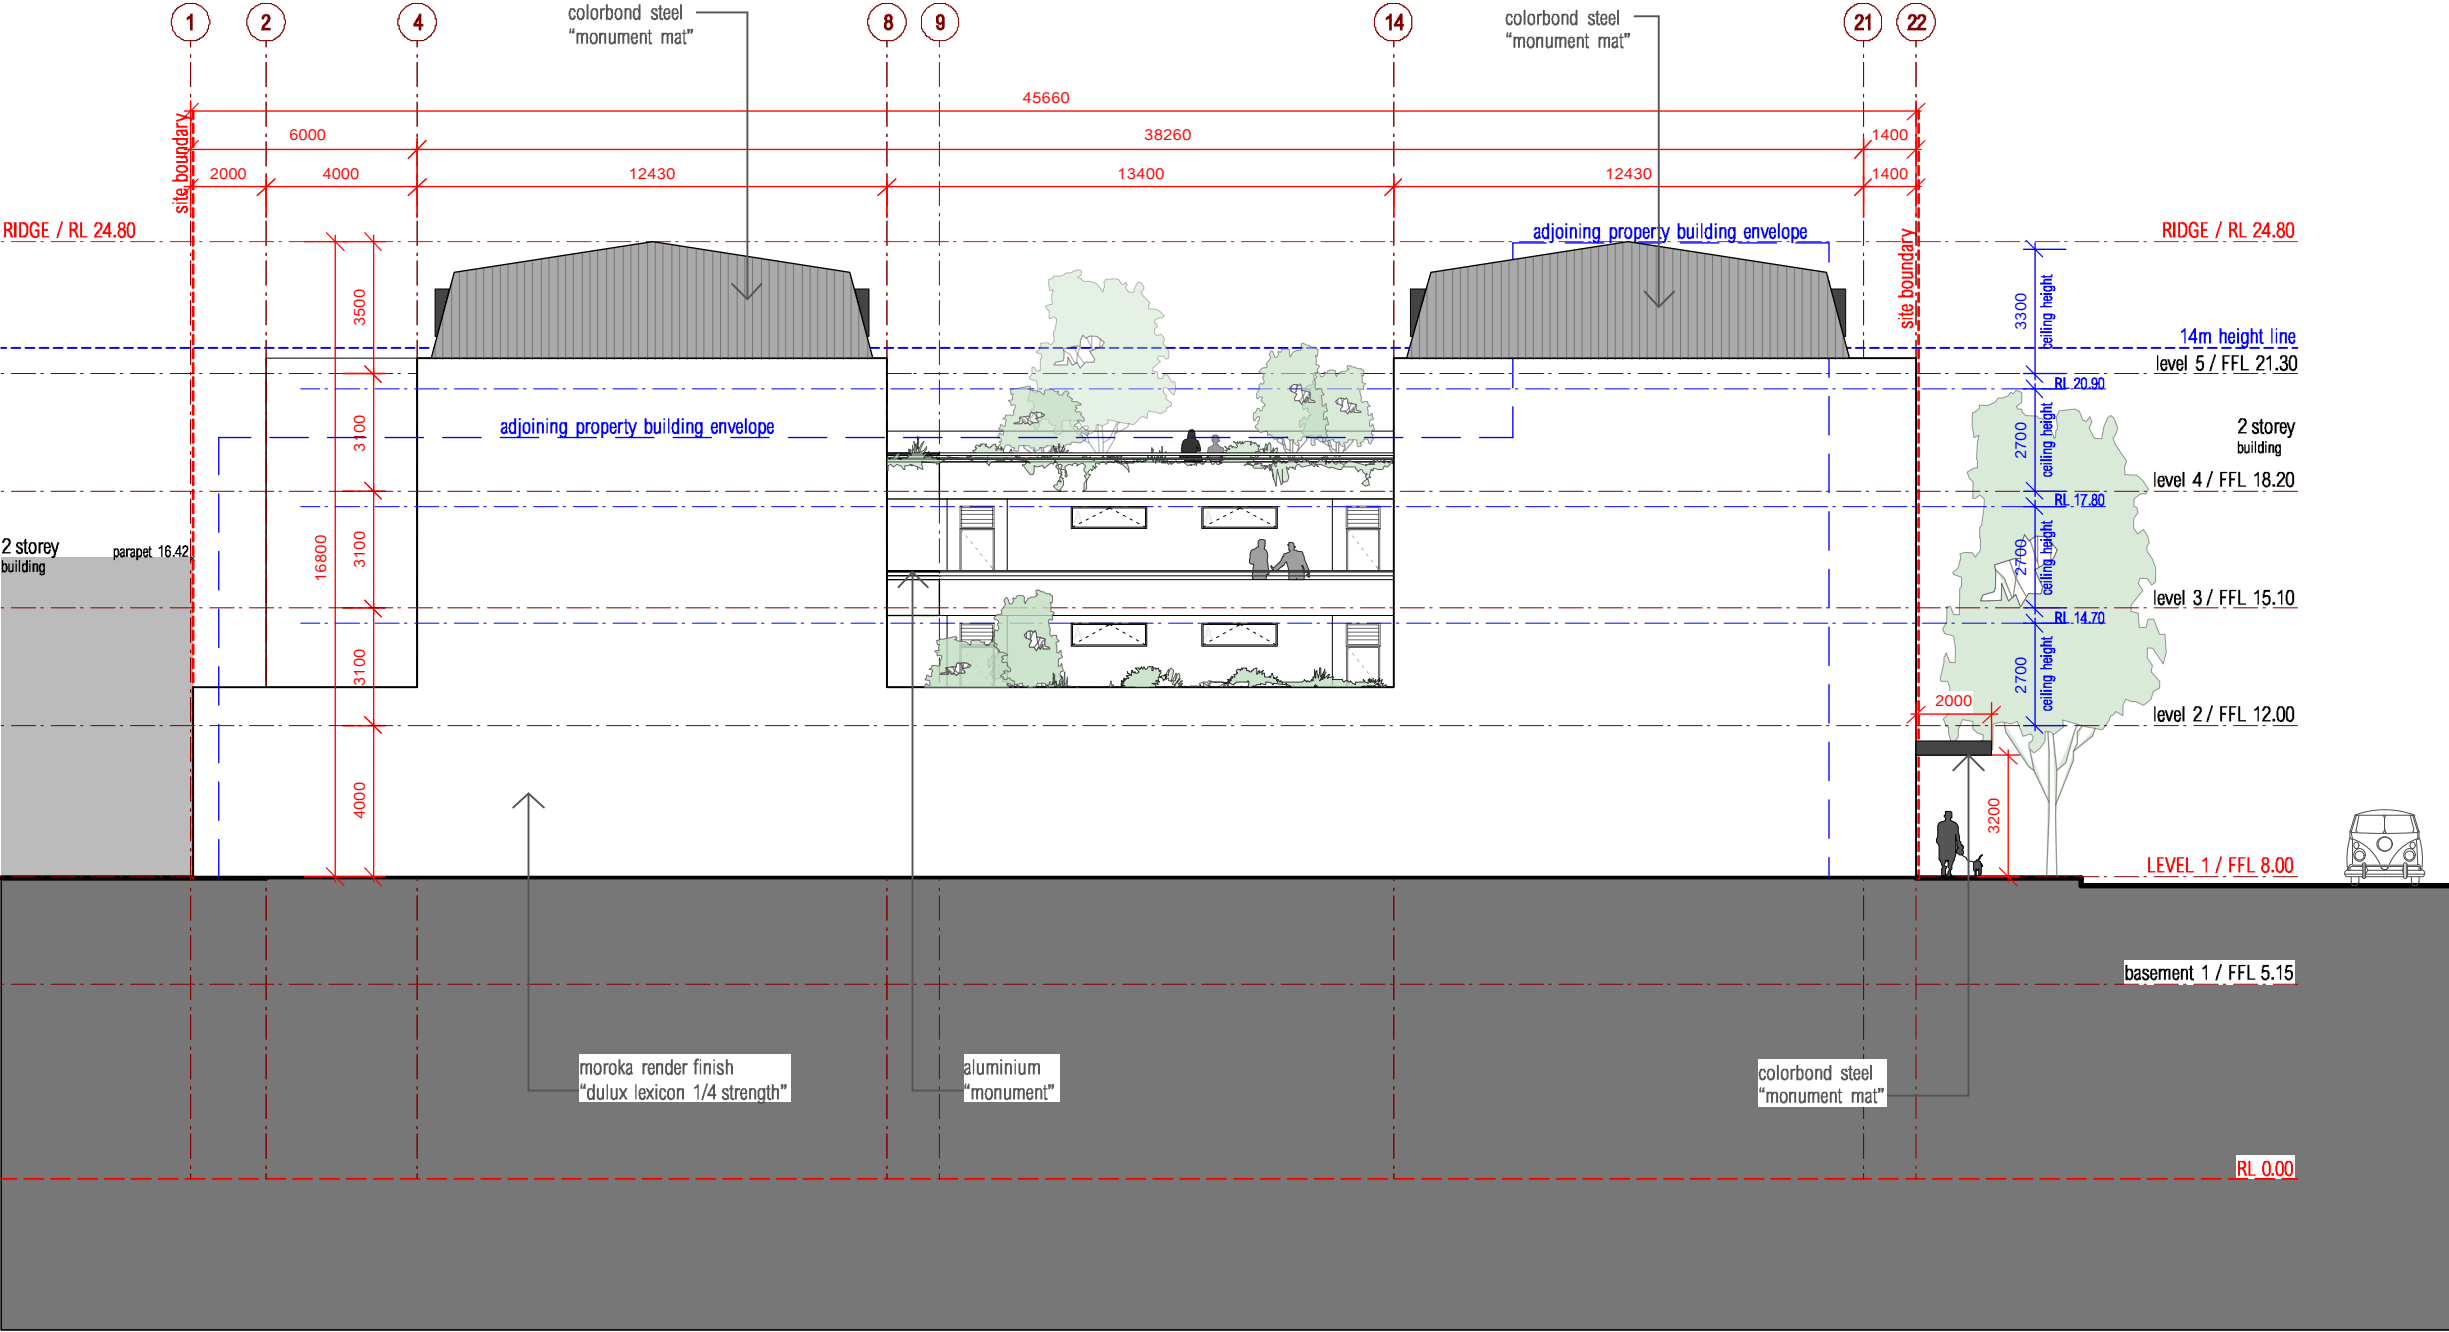 1
2
4
colorbond steel
“monument mat”
8
9
14
colorbond steel
“monument mat”
21
22
45660
site boundary
6000
38260
1400
2000
4000
12430
13400
12430
1400
RIDGE / RL 24.80
adjoining property building envelope
site boundary
RIDGE / RL 24.80
3500
3300
ceiling height
14m height line
level 5 / FFL 21.30
RL 20.90
adjoining property building envelope
3100
2700
ceiling height
2 storey
building
level 4 / FFL 18.20
RL 17.80
2 storey
building
parapet 16.42
16800
3100
2700
ceiling height
level 3 / FFL 15.10
RL 14.70
3100
2700
ceiling height
2000
level 2 / FFL 12.00
4000
3200
LEVEL 1 / FFL 8.00
basement 1 / FFL 5.15
moroka render finish
“dulux lexicon 1/4 strength”
aluminium
“monument”
colorbond steel
“monument mat”
RL 0.00